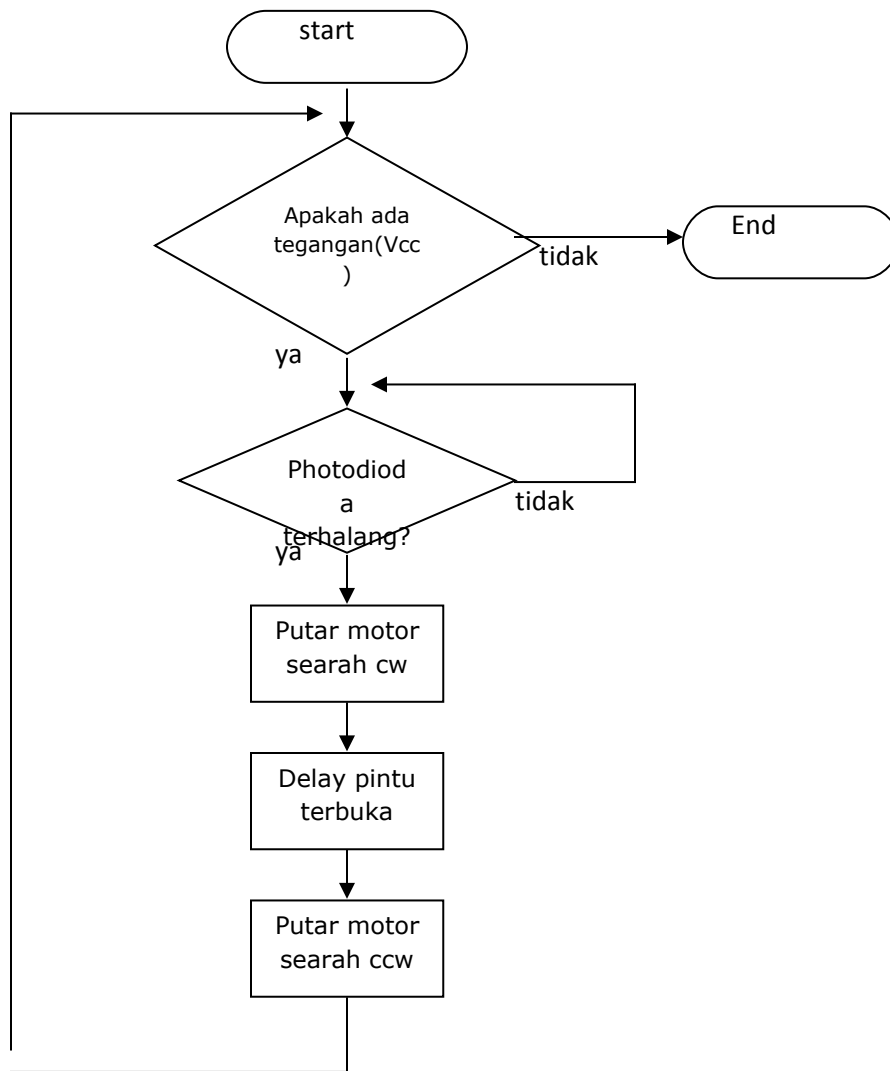 start
Apakah ada
tegangan(Vcc
)
tidak
End
ya
Photodiod
a
terhalang?
tidak
ya
Putar motor
searah cw
Delay pintu
terbuka
Putar motor
searah ccw